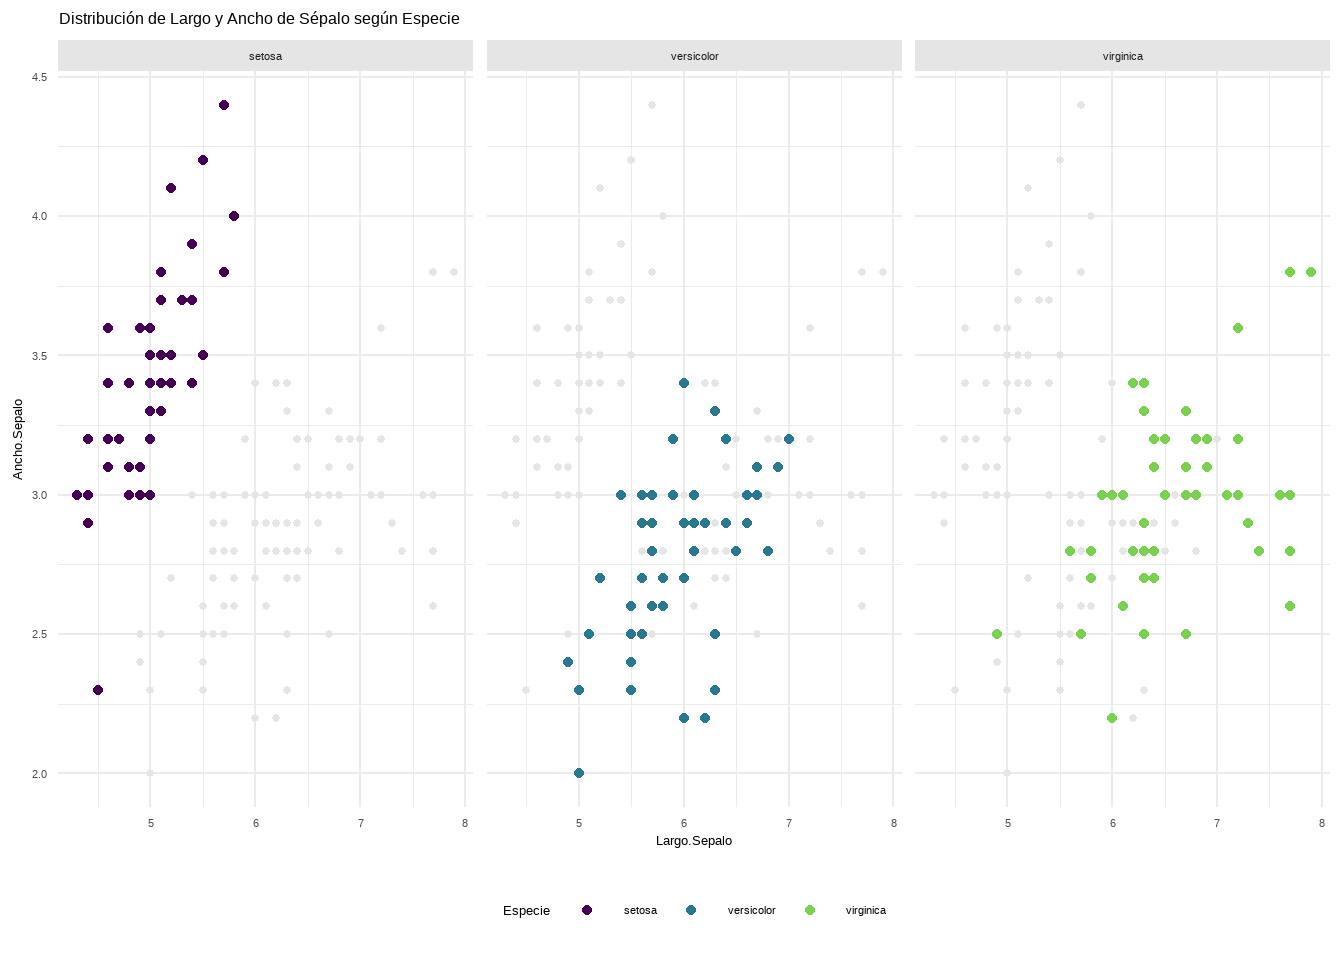 Distribución de Largo y Ancho de Sépalo según Especie
setosa
versicolor
virginica
4.5
4.0
3.5
3.0
2.5
2.0
Ancho.Sepalo
5 6 7 8
5 6 7 8
5 6 7 8
Largo.Sepalo
Especie setosa versicolor virginica